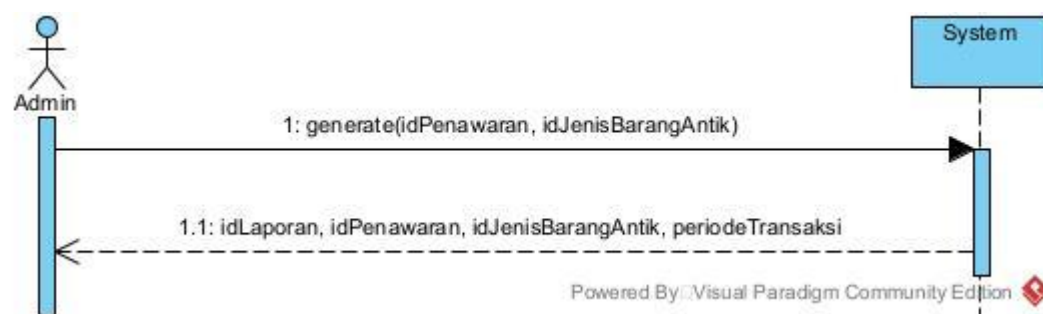 System
Admin
1: generate(idPenawaran, idJenisBarangAntik)
1.1: idLaporan, idPenawaran, idJenisBarangAntik, periodeTransaksi
Powered By Visual Paradigm Community Edition